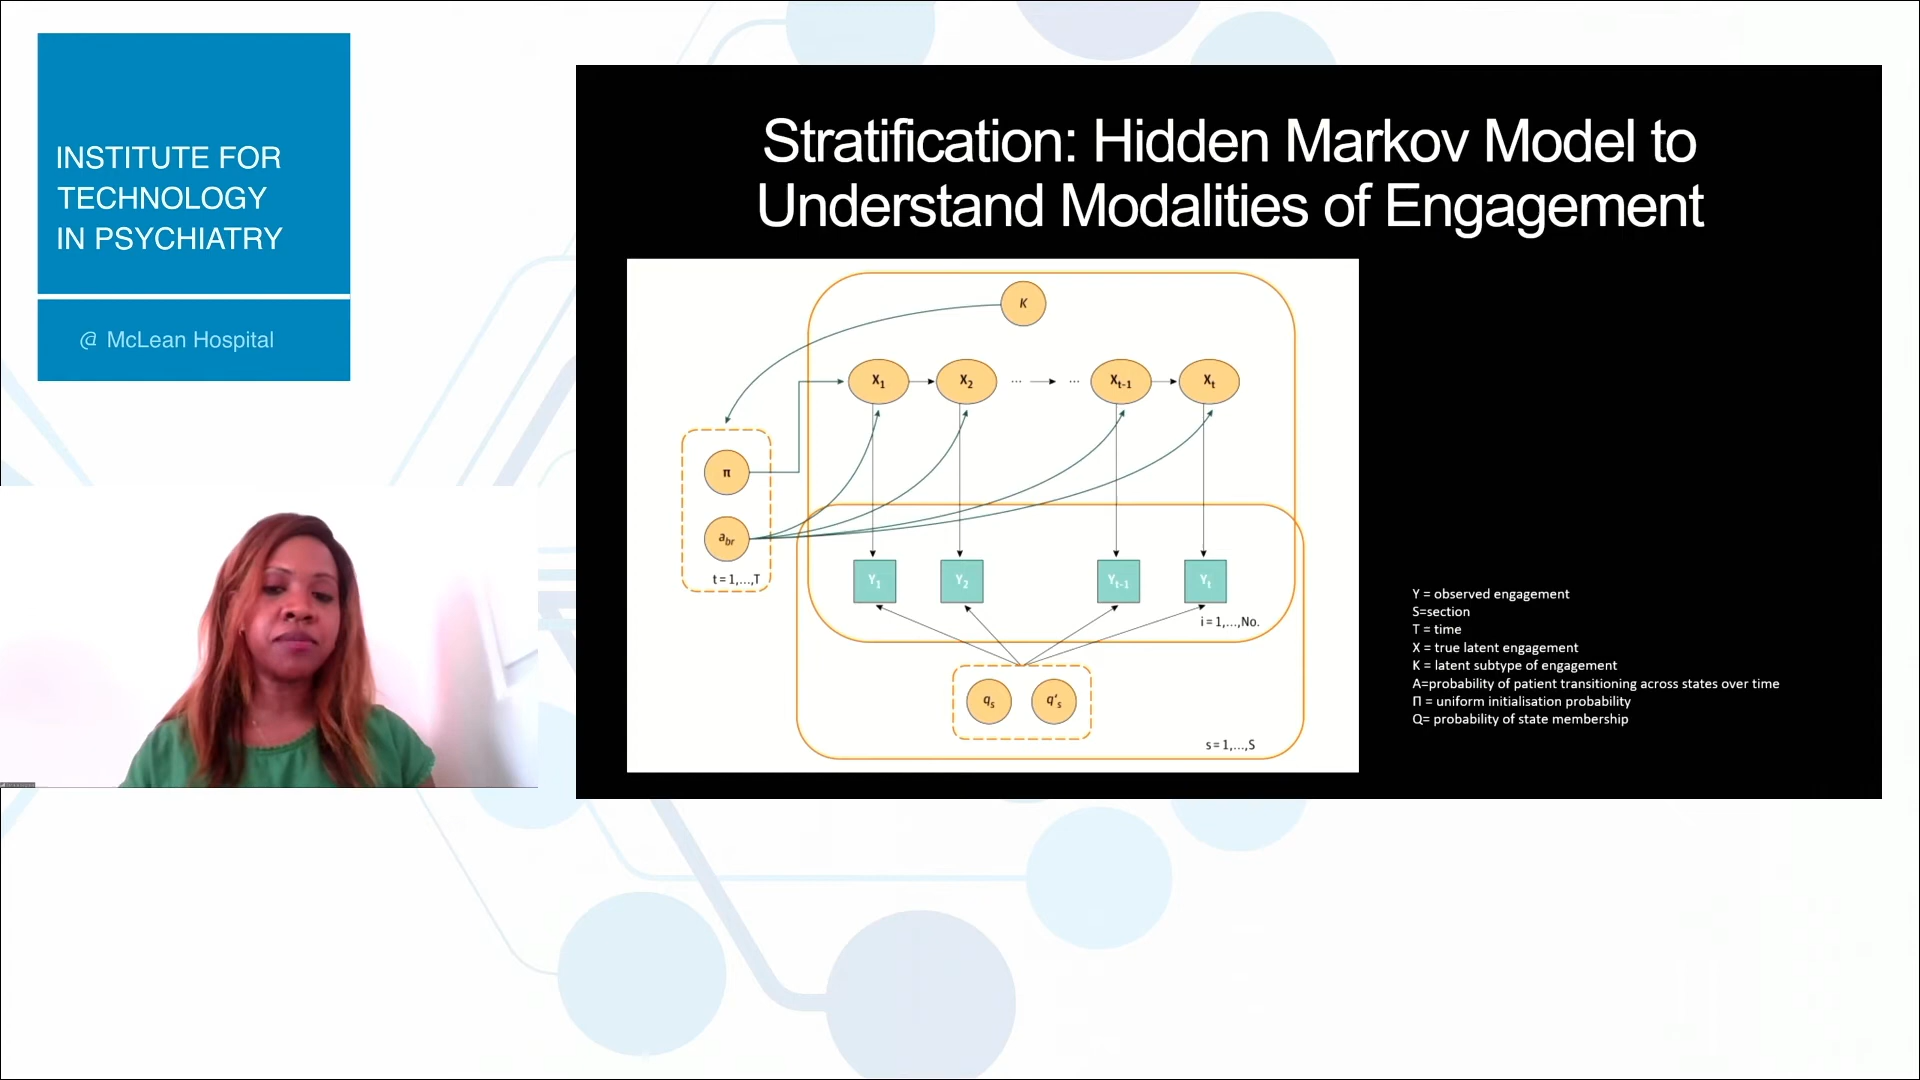 INSTITUTE FOR
TECHNOLOGY
IN PSYCHIATRY
@ McLean Hospital
Stratification: Hidden Markov Model to
Understand Modalities of Engagement
K
X1 X2 ... ... Xt-1 Xt
π
abr
t = 1,...,T
Y1 Y2 Yt-1 Yt
i = 1,...,No.
qs q's
s = 1,...,S
Y = observed engagement
S=section
T = time
X = true latent engagement
K = latent subtype of engagement
A=probability of patient transitioning across states over time
Π = uniform initialisation probability
Q= probability of state membership